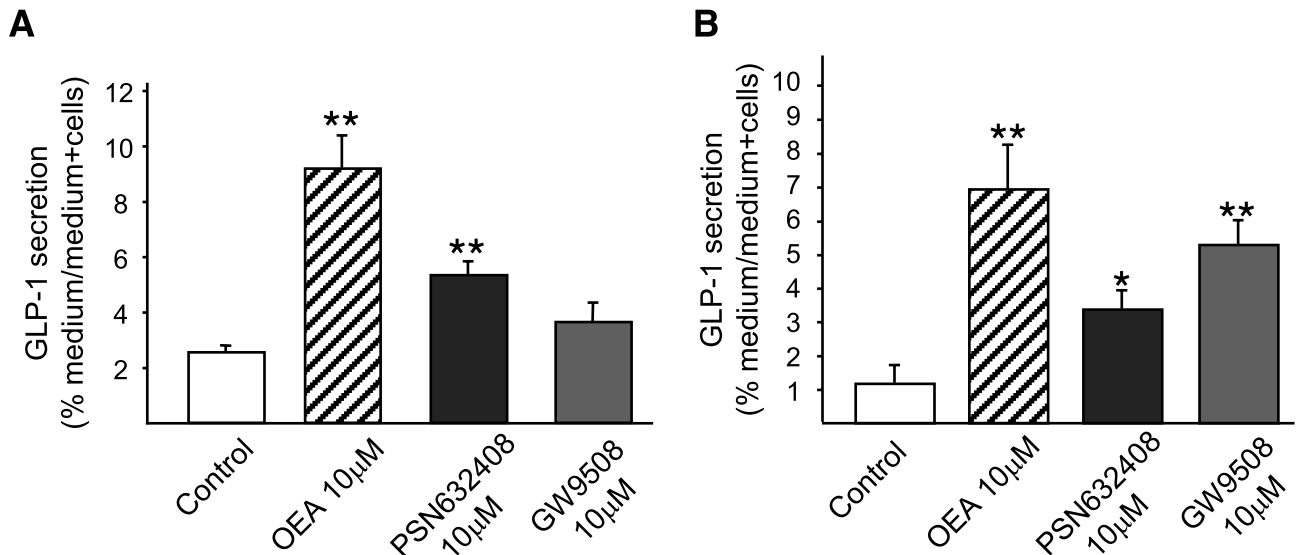 A
GLP-1 secretion
(% medium/medium+cells)
12
10
8
6
4
2
**
**
Control
OEA 10µM
PSN632408
10µM
GW9508
10µM
B
GLP-1 secretion
(% medium/medium+cells)
10
9
8
7
6
5
4
3
2
1
**
*
**
Control
OEA 10µM
PSN632408
10µM
GW9508
10µM